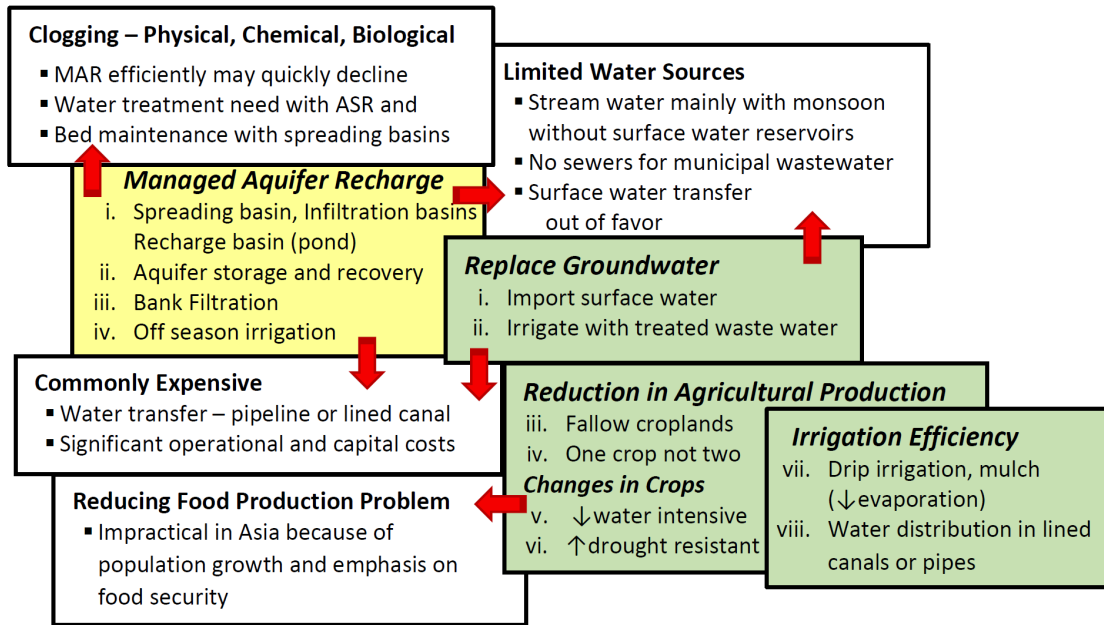 Clogging – Physical, Chemical, Biological
▪ MAR efficiently may quickly decline
▪ Water treatment need with ASR and
▪ Bed maintenance with spreading basins
Limited Water Sources
▪ Stream water mainly with monsoon
without surface water reservoirs
▪ No sewers for municipal wastewater
▪ Surface water transfer
out of favor
Managed Aquifer Recharge
i. Spreading basin, Infiltration basins
Recharge basin (pond)
ii. Aquifer storage and recovery
iii. Bank Filtration
iv. Off season irrigation
Replace Groundwater
i. Import surface water
ii. Irrigate with treated waste water
Commonly Expensive
▪ Water transfer – pipeline or lined canal
▪ Significant operational and capital costs
Reduction in Agricultural Production
iii. Fallow croplands
iv. One crop not two
Changes in Crops
v. ↓water intensive
vi. ↑drought resistant
Irrigation Efficiency
vii. Drip irrigation, mulch
(↓evaporation)
viii. Water distribution in lined
canals or pipes
Reducing Food Production Problem
▪ Impractical in Asia because of
population growth and emphasis on
food security